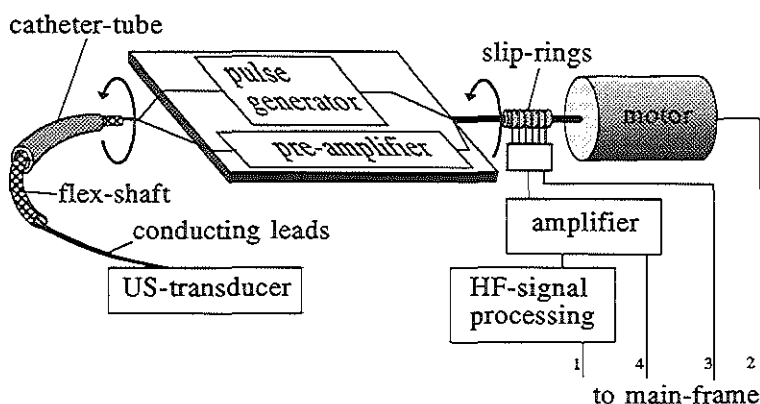 catheter-tube
pulse
generator
slip-rings
motor
pre-amplifier
flex-shaft
conducting leads
amplifier
US-transducer
HF-signal
processing
1 4 3 2
to main-frame